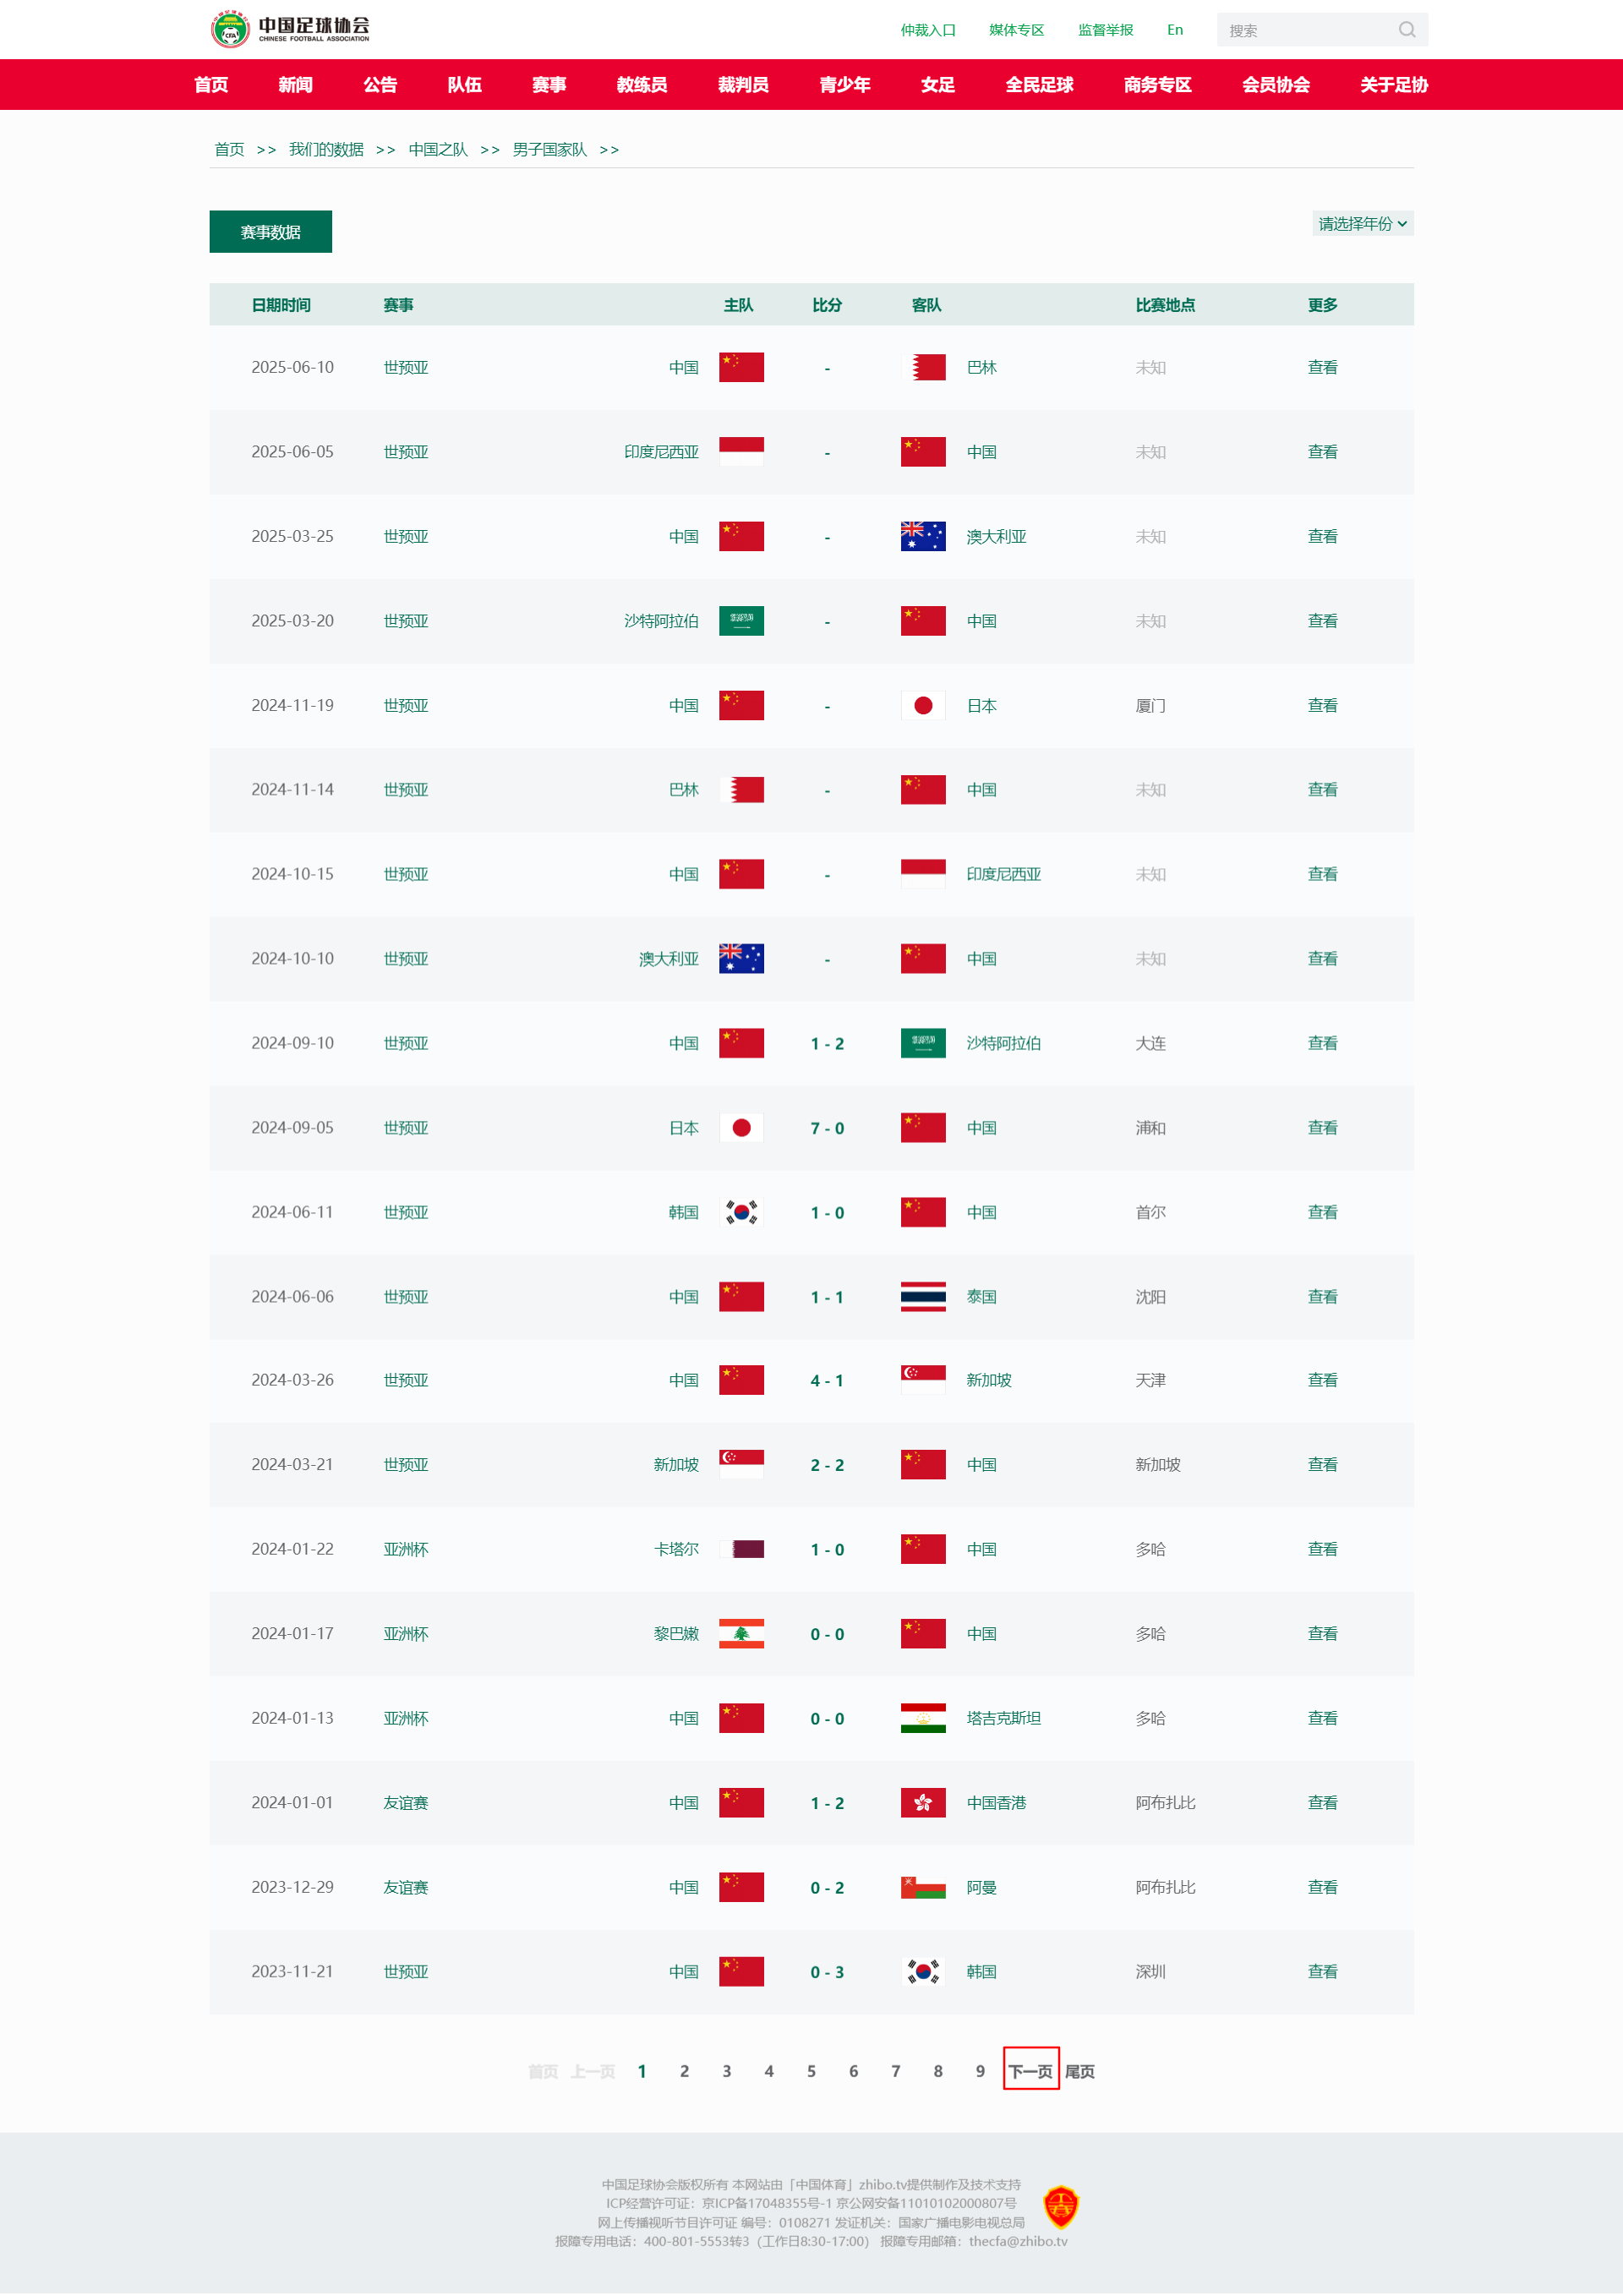 中国足球协会
CHINESE FOOTBALL ASSOCIATION
CFA
仲裁入口 媒体专区 监督举报 En 搜索
首页 新闻 公告 队伍 赛事 教练员 裁判员 青少年 女足 全民足球 商务专区 会员协会 关于足协
首页 >> 我们的数据 >> 中国之队 >> 男子国家队 >>
赛事数据 请选择年份
日期时间 赛事 主队 比分 客队 比赛地点 更多
2025-06-10 世预亚 中国 - 巴林 未知 查看
2025-06-05 世预亚 印度尼西亚 - 中国 未知 查看
2025-03-25 世预亚 中国 - 澳大利亚 未知 查看
2025-03-20 世预亚 沙特阿拉伯 - 中国 未知 查看
2024-11-19 世预亚 中国 - 日本 厦门 查看
2024-11-14 世预亚 巴林 - 中国 未知 查看
2024-10-15 世预亚 中国 - 印度尼西亚 未知 查看
2024-10-10 世预亚 澳大利亚 - 中国 未知 查看
2024-09-10 世预亚 中国 1 - 2 沙特阿拉伯 大连 查看
2024-09-05 世预亚 日本 7 - 0 中国 浦和 查看
2024-06-11 世预亚 韩国 1 - 0 中国 首尔 查看
2024-06-06 世预亚 中国 1 - 1 泰国 沈阳 查看
2024-03-26 世预亚 中国 4 - 1 新加坡 天津 查看
2024-03-21 世预亚 新加坡 2 - 2 中国 新加坡 查看
2024-01-22 亚洲杯 卡塔尔 1 - 0 中国 多哈 查看
2024-01-17 亚洲杯 黎巴嫩 0 - 0 中国 多哈 查看
2024-01-13 亚洲杯 中国 0 - 0 塔吉克斯坦 多哈 查看
2024-01-01 友谊赛 中国 1 - 2 中国香港 阿布扎比 查看
2023-12-29 友谊赛 中国 0 - 2 阿曼 阿布扎比 查看
2023-11-21 世预亚 中国 0 - 3 韩国 深圳 查看
首页 上一页 1 2 3 4 5 6 7 8 9 下一页 尾页
中国足球协会版权所有 本网站由「中国体育」zhibo.tv提供制作及技术支持
ICP经营许可证：京ICP备17048355号-1 京公网安备11010102000807号
网上传播视听节目许可证 编号：0108271 发证机关：国家广播电影电视总局
报障专用电话：400-801-5553转3（工作日8:30-17:00） 报障专用邮箱：thecfa@zhibo.tv